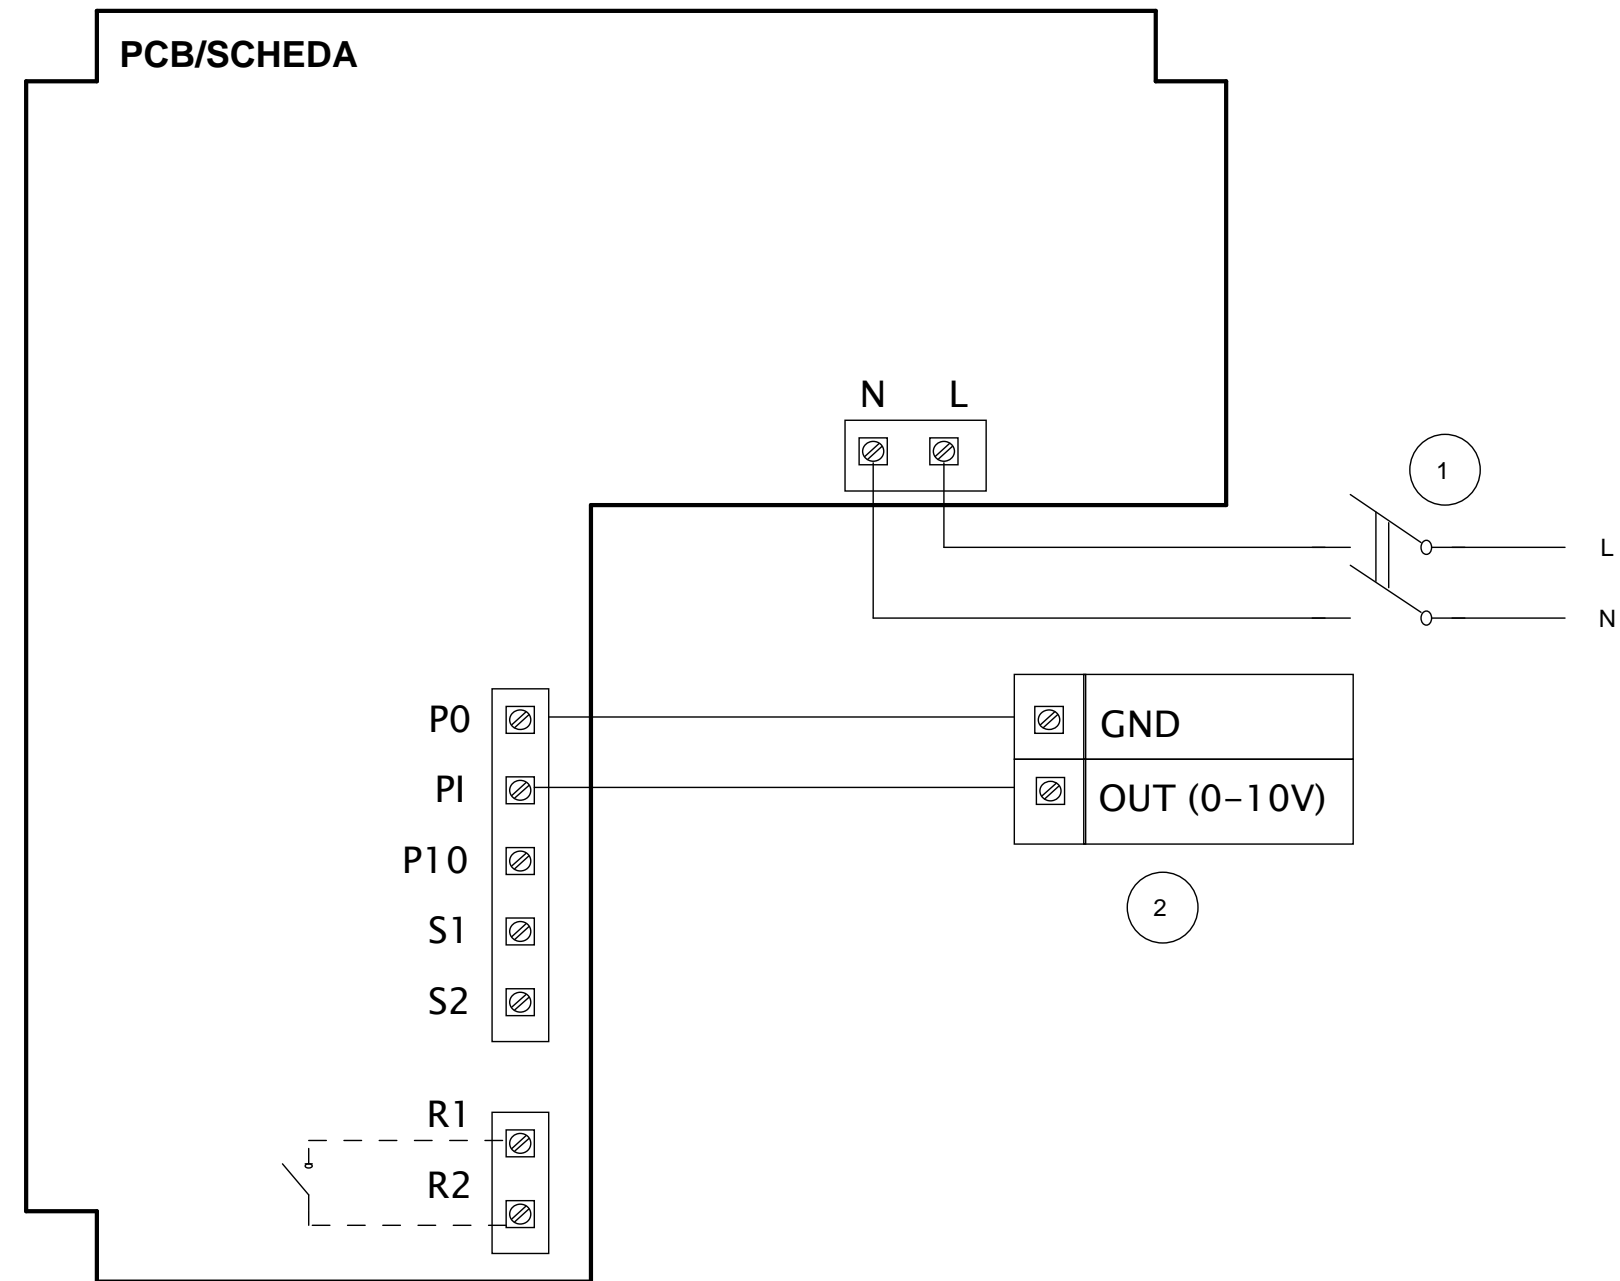 PCB/SCHEDA
N L
1
L
N
P0
GND
PI
OUT (0–10V)
P10
2
S1
S2
R1
R2